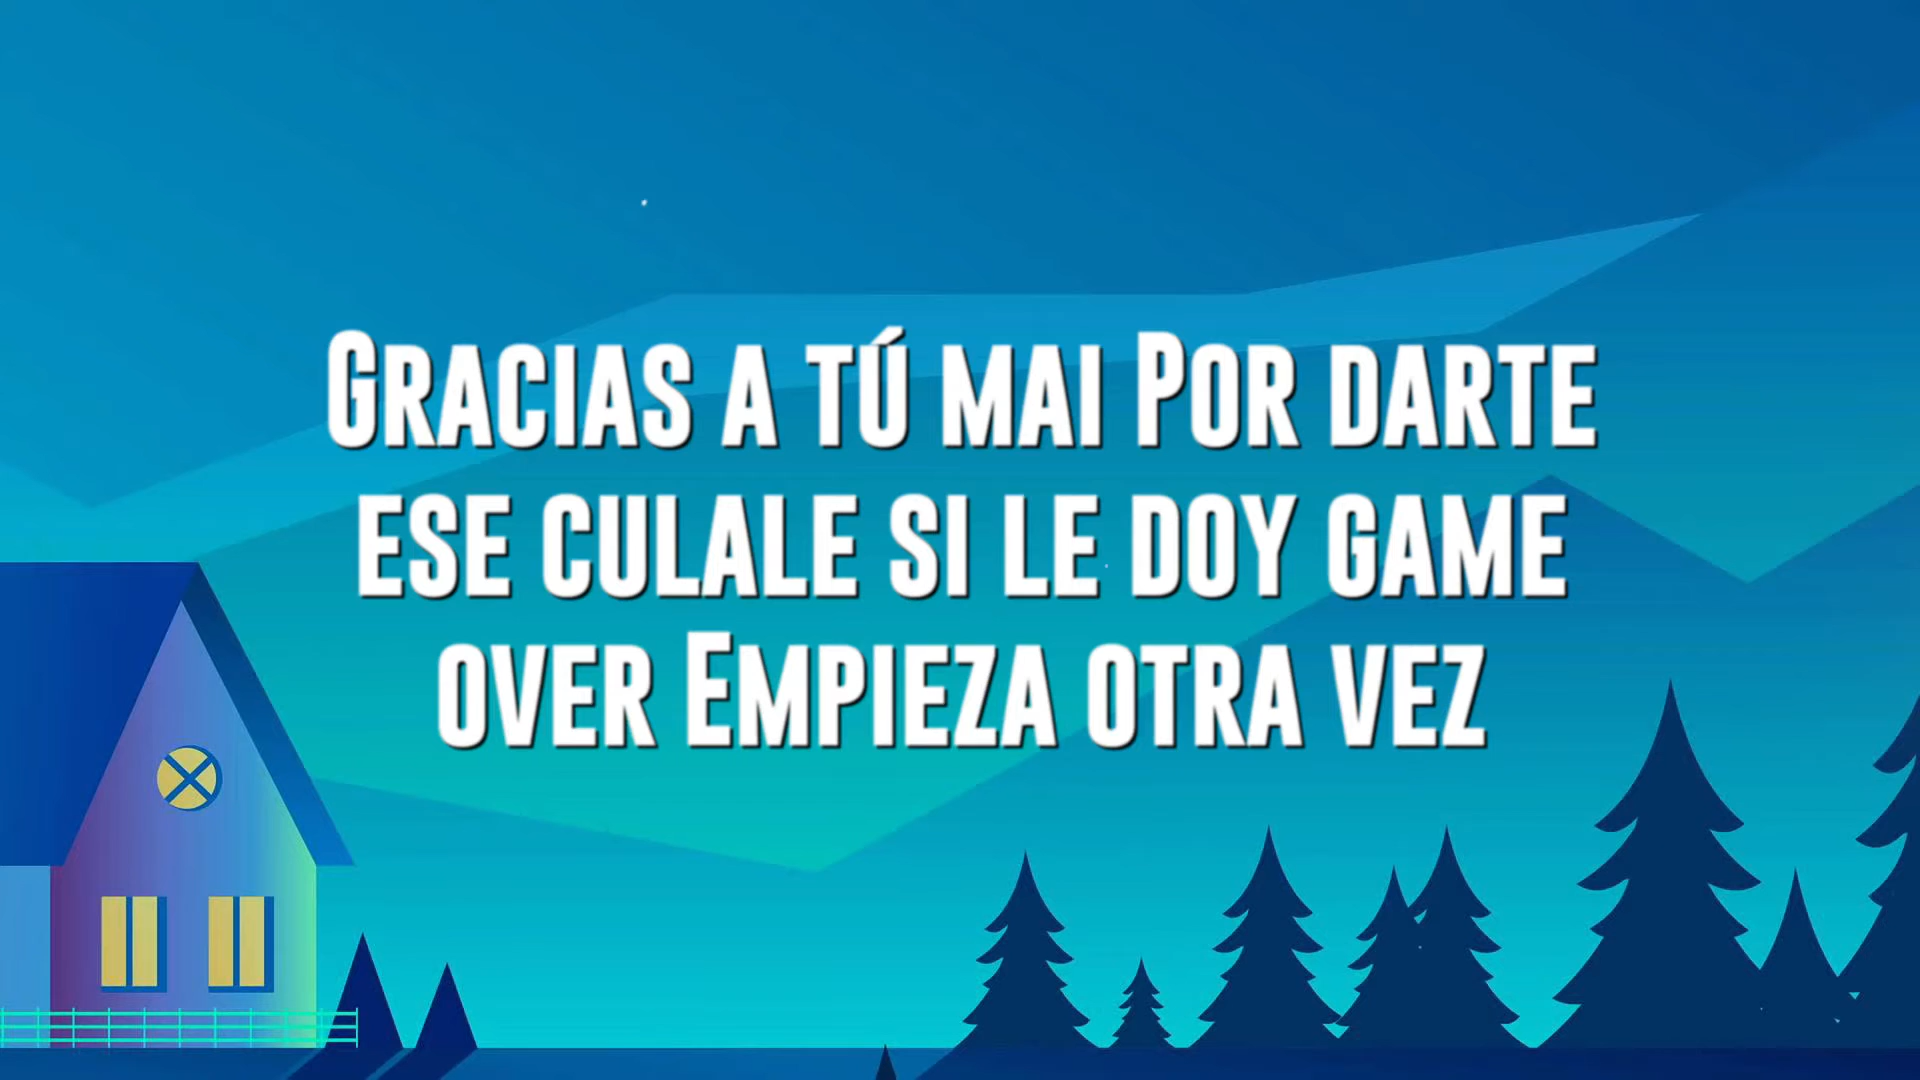 Gracias a tú mai Por darte
ese culale si le doy game
over Empieza otra vez